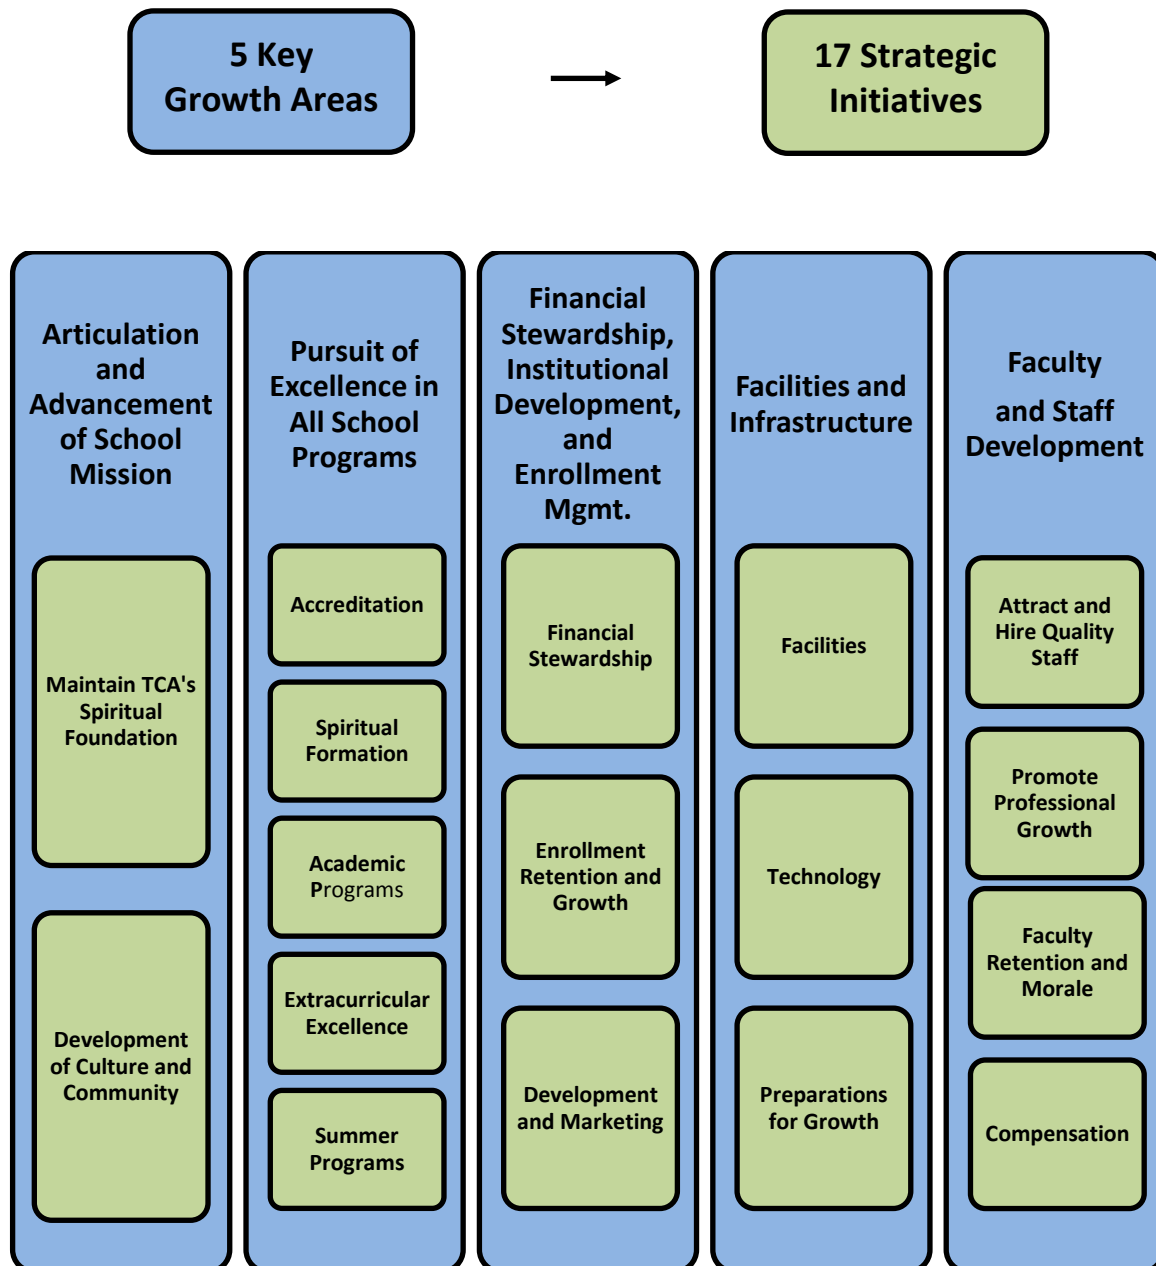 5 Key
Growth Areas
17 Strategic
Initiatives
Articulation
and
Advancement
of School
Mission
Maintain TCA's
Spiritual
Foundation
Development
of Culture and
Community
Pursuit of
Excellence in
All School
Programs
Accreditation
Spiritual
Formation
Academic
Programs
Extracurricular
Excellence
Summer
Programs
Financial
Stewardship,
Institutional
Development,
and
Enrollment
Mgmt.
Financial
Stewardship
Enrollment
Retention and
Growth
Development
and Marketing
Facilities and
Infrastructure
Facilities
Technology
Preparations
for Growth
Faculty
and Staff
Development
Attract and
Hire Quality
Staff
Promote
Professional
Growth
Faculty
Retention and
Morale
Compensation